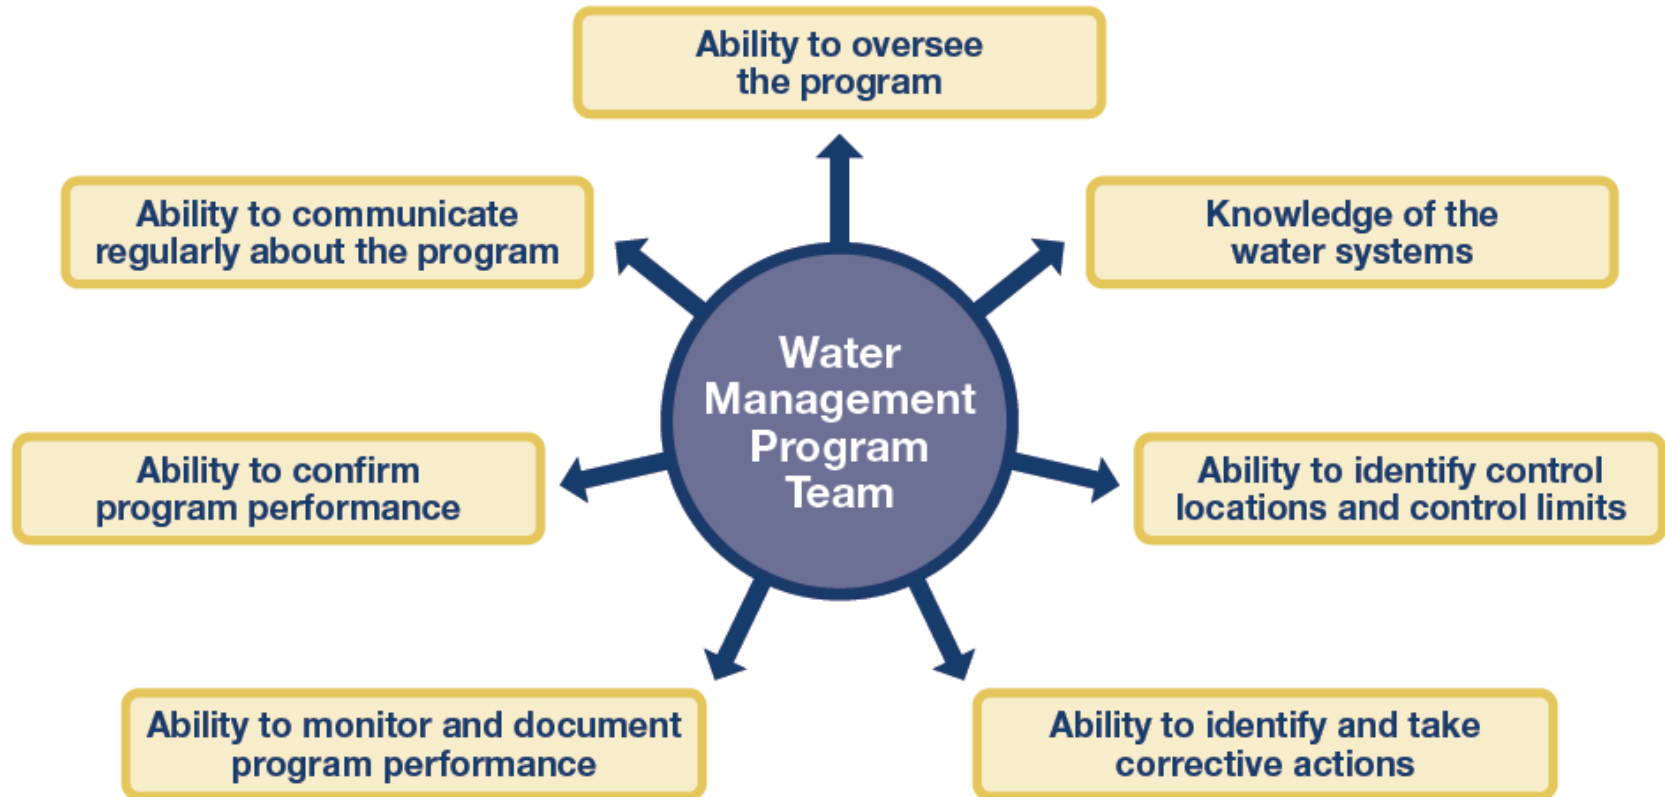 Ability to oversee
the program
Ability to communicate
regularly about the program
Knowledge of the
water systems
Water
Management
Program
Team
Ability to confirm
program performance
Ability to identify control
locations and control limits
Ability to monitor and document
program performance
Ability to identify and take
corrective actions